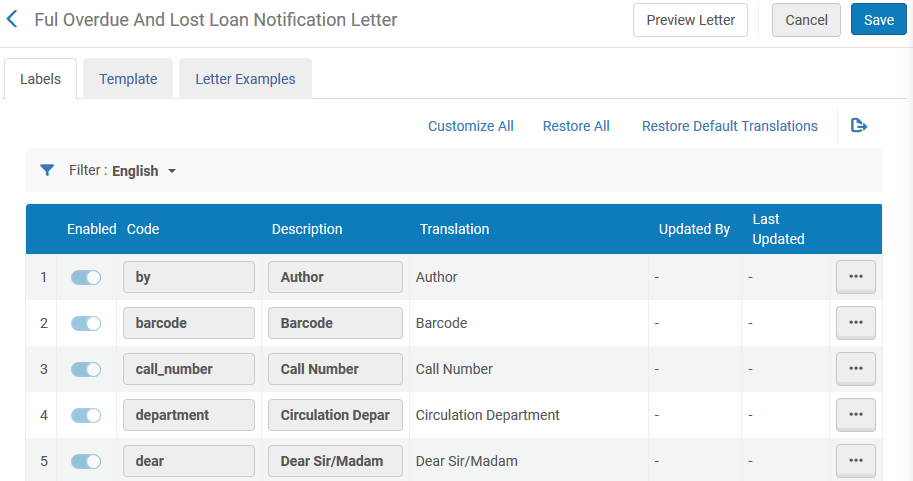 Ful Overdue And Lost Loan Notification Letter Preview Letter Cancel Save
Labels Template Letter Examples
Customize All Restore All Restore Default Translations
Filter : English
Enabled Code Description Translation Updated By Last Updated
1 by Author Author - -
2 barcode Barcode Barcode - -
3 call_number Call Number Call Number - -
4 department Circulation Depar Circulation Department - -
5 dear Dear Sir/Madam Dear Sir/Madam - -